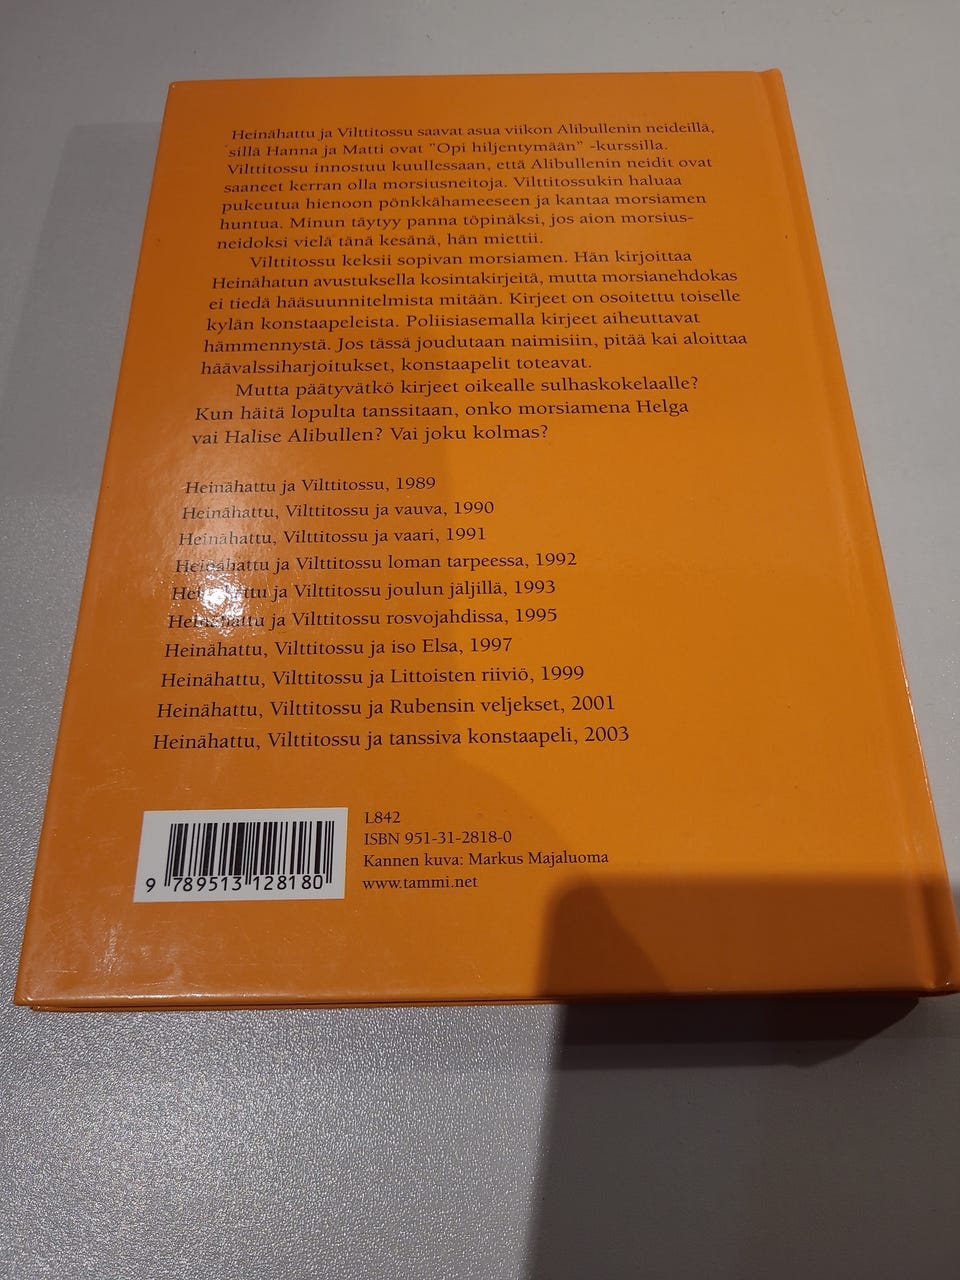 Heinähattu ja Vilttitossu saavat asua viikon Alibullenin neideillä,
sillä Hanna ja Matti ovat ”Opi hiljentymään” -kurssilla.
Vilttitossu innostuu kuullessaan, että Alibullenin neidit ovat
saaneet kerran olla morsiusneitoja. Vilttitossukin haluaa
pukeutua hienoon pönkkähameeseen ja kantaa morsiamen
huntua. Minun täytyy panna töpinäksi, jos aion morsius-
neidoksi vielä tänä kesänä, hän miettii.
Vilttitossu keksii sopivan morsiamen. Hän kirjoittaa
Heinähatun avustuksella kosintakirjeitä, mutta morsianehdokas
ei tiedä hääsuunnitelmista mitään. Kirjeet on osoitettu toiselle
kylän konstaapeleista. Poliisiasemalla kirjeet aiheuttavat
hämmennystä. Jos tässä joudutaan naimisiin, pitää kai aloittaa
häävalssiharjoitukset, konstaapelit toteavat.
Mutta päätyvätkö kirjeet oikealle sulhaskokelaalle?
Kun häitä lopulta tanssitaan, onko morsiamena Helga
vai Halise Alibullen? Vai joku kolmas?
Heinähattu ja Vilttitossu, 1989
Heinähattu, Vilttitossu ja vauva, 1990
Heinähattu, Vilttitossu ja vaari, 1991
Heinähattu ja Vilttitossu loman tarpeessa, 1992
Heinähattu ja Vilttitossu joulun jäljillä, 1993
Heinähattu ja Vilttitossu rosvojahdissa, 1995
Heinähattu, Vilttitossu ja iso Elsa, 1997
Heinähattu, Vilttitossu ja Littoisten riiviö, 1999
Heinähattu, Vilttitossu ja Rubensin veljekset, 2001
Heinähattu, Vilttitossu ja tanssiva konstaapeli, 2003
L842
ISBN 951-31-2818-0
Kannen kuva: Markus Majaluoma
www.tammi.net
9 789513 128180